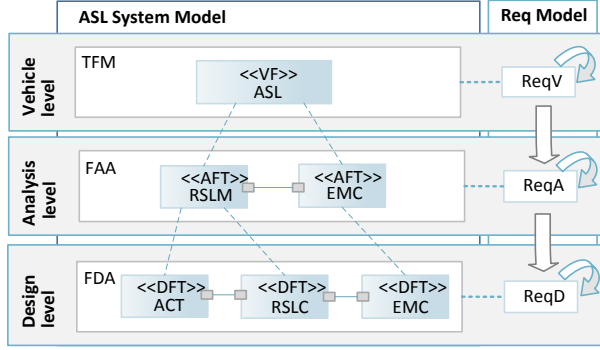 ASL System Model
Req Model
Vehicle
level
TFM
<<VF>>
ASL
ReqV
Analysis
level
FAA
<<AFT>>
RSLM
<<AFT>>
EMC
ReqA
Design
level
FDA
<<DFT>>
ACT
<<DFT>>
RSLC
<<DFT>>
EMC
ReqD